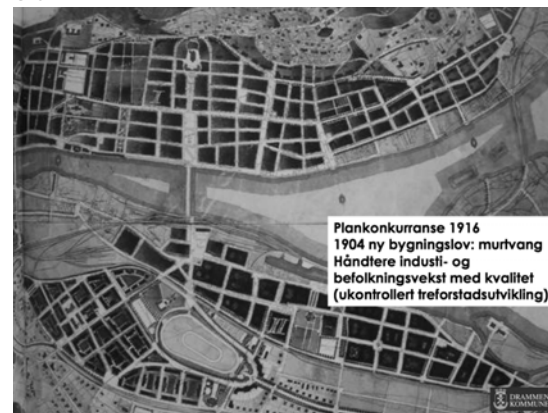 Plankonkurranse 1916
1904 ny bygningslov: murtvang
Håndtere industi- og
befolkningsvekst med kvalitet
(ukontrollert treforstadsutvikling)
DRAMMEN
KOMMUNE